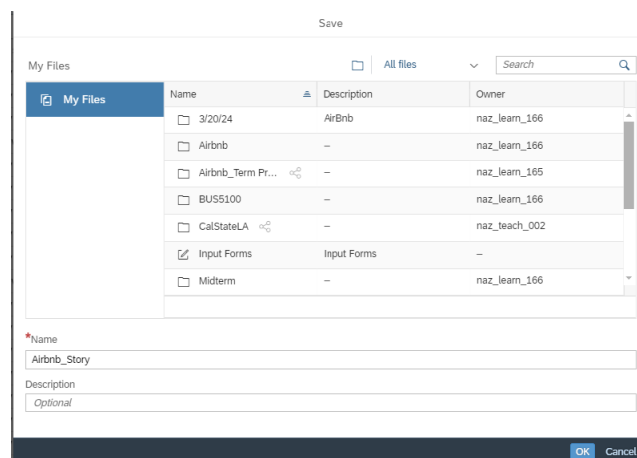 Save
My Files All files Search
My Files
Name Description Owner
3/20/24 AirBnb naz_learn_166
Airbnb – naz_learn_166
Airbnb_Term Pr... – naz_learn_165
BUS5100 – naz_learn_166
CalStateLA – naz_teach_002
Input Forms Input Forms –
Midterm – naz_learn_166
*Name
Airbnb_Story
Description
Optional
OK Cancel